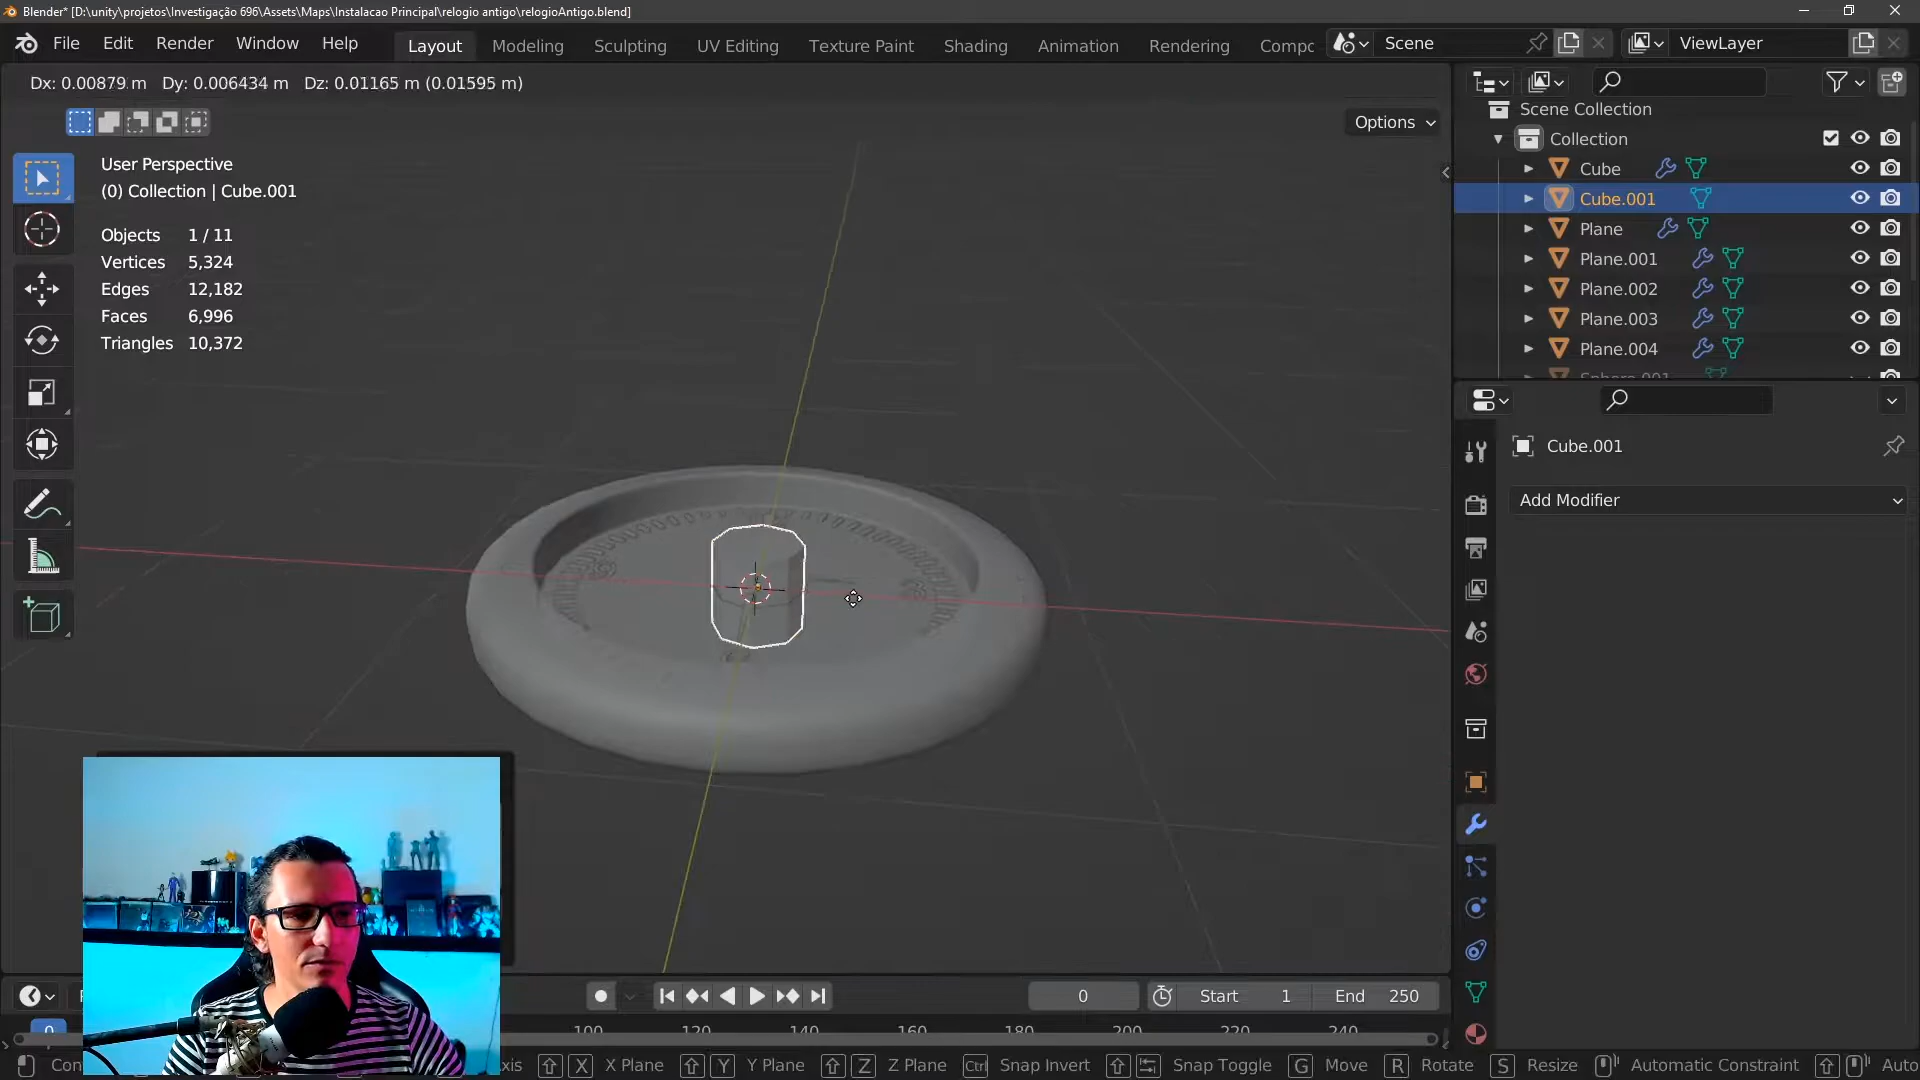 Blender* [D:\unity\projetos\Investigação 696\Assets\Maps\Instalacao Principal\relogio antigo\relogioAntigo.blend]
File Edit Render Window Help Layout Modeling Sculpting UV Editing Texture Paint Shading Animation Rendering Compc Scene ViewLayer
Dx: 0.00879 m Dy: 0.006434 m Dz: 0.01165 m (0.01595 m)
Options
User Perspective
(0) Collection | Cube.001
Objects 1 / 11
Vertices 5,324
Edges 12,182
Faces 6,996
Triangles 10,372
Scene Collection
Collection
Cube
Cube.001
Plane
Plane.001
Plane.002
Plane.003
Plane.004
Sphere.001
Cube.001
Add Modifier
0 Start 1 End 250
0 100 120 140 160 180 200 220 240
Con xis X X Plane Y Y Plane Z Z Plane Ctrl Snap Invert Snap Toggle G Move R Rotate S Resize Automatic Constraint Auto